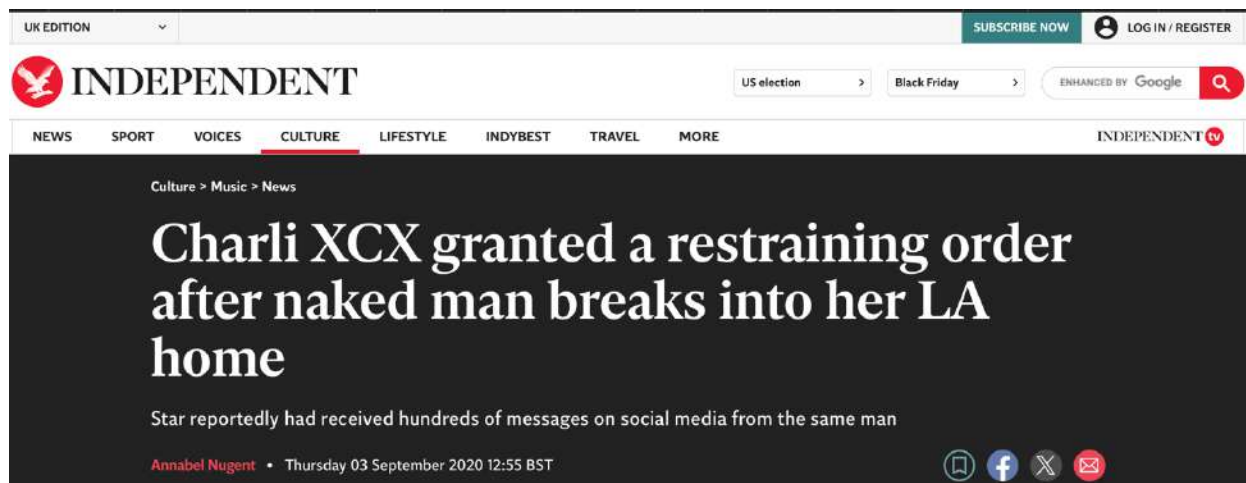 UK EDITION
SUBSCRIBE NOW
LOG IN / REGISTER
INDEPENDENT
US election
Black Friday
ENHANCED BY Google
NEWS SPORT VOICES CULTURE LIFESTYLE INDYBEST TRAVEL MORE INDEPENDENT tv
Culture > Music > News
Charli XCX granted a restraining order
after naked man breaks into her LA
home
Star reportedly had received hundreds of messages on social media from the same man
Annabel Nugent • Thursday 03 September 2020 12:55 BST